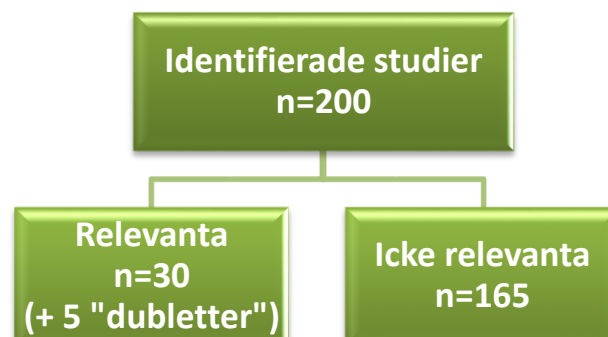 Identifierade studier
n=200
Relevanta
n=30
(+ 5 "dubletter")
Icke relevanta
n=165